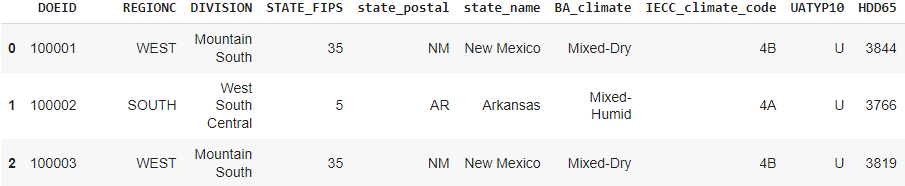 DOEID REGIONC DIVISION STATE_FIPS state_postal state_name BA_climate IECC_climate_code UATYP10 HDD65
0 100001 WEST Mountain South 35 NM New Mexico Mixed-Dry 4B U 3844
1 100002 SOUTH West South Central 5 AR Arkansas Mixed-Humid 4A U 3766
2 100003 WEST Mountain South 35 NM New Mexico Mixed-Dry 4B U 3819